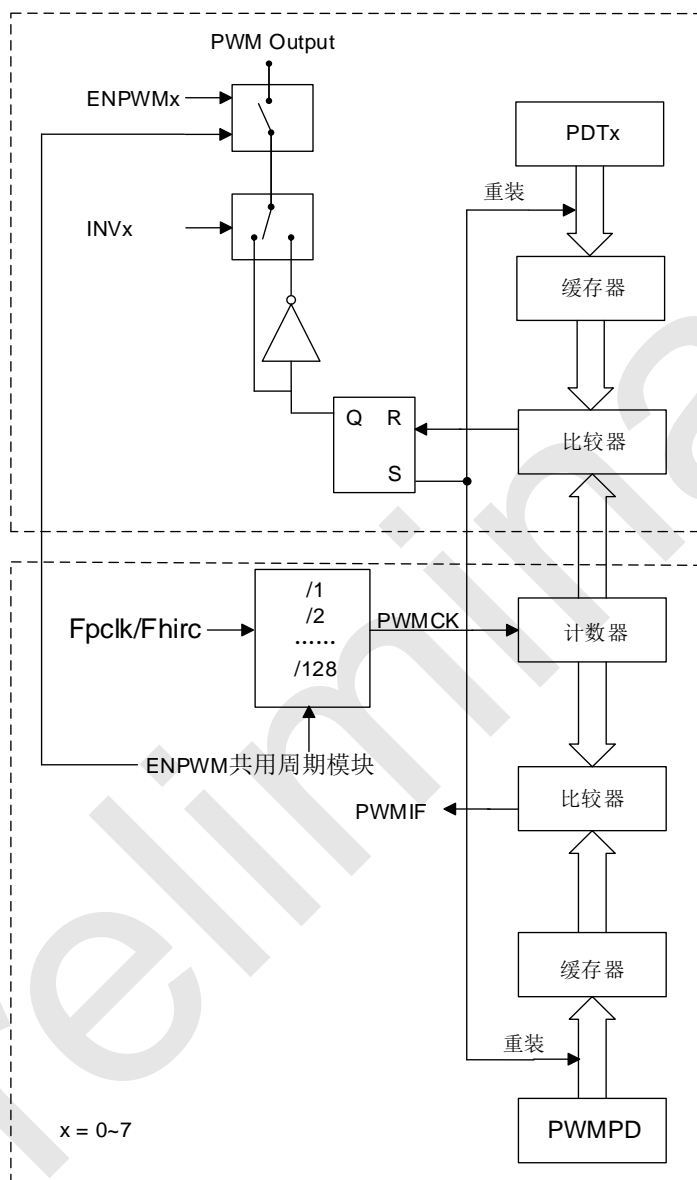 PWM Output
ENPWMx
PDTx
重装
INVx
缓存器
Q R
S
比较器
/1
/2
......
/128
Fpclk/Fhirc
PWMCK
计数器
ENPWM共用周期模块
PWMIF
比较器
缓存器
重装
x = 0~7
PWMPD